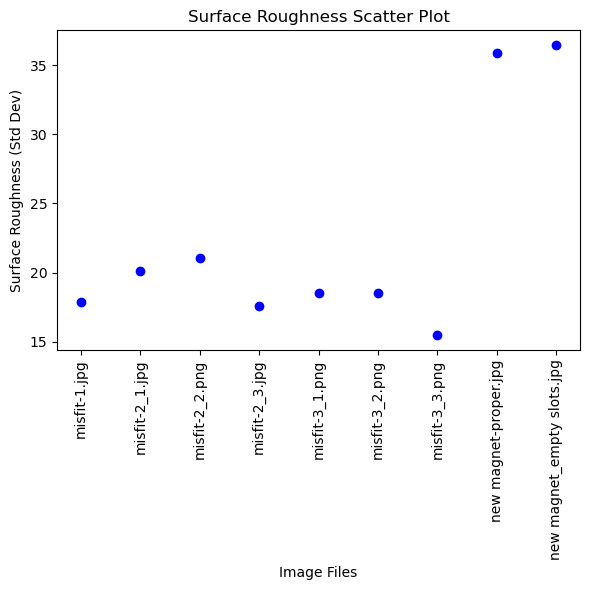 Surface Roughness Scatter Plot
Surface Roughness (Std Dev)
35
30
25
20
15
misfit-1.jpg
misfit-2_1.jpg
misfit-2_2.png
misfit-2_3.jpg
misfit-3_1.png
misfit-3_2.png
misfit-3_3.png
new magnet-proper.jpg
new magnet_empty slots.jpg
Image Files